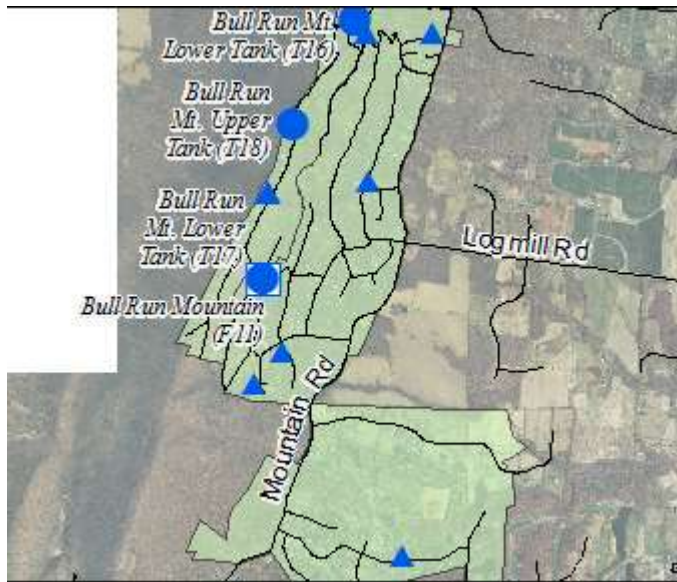 Bull Run Mt.
Lower Tank (T16)
Bull Run
Mt. Upper
Tank (T18)
Bull Run
Mt. Lower
Tank (T17)
Bull Run Mountain
(F11)
Logmill Rd
Mountain Rd